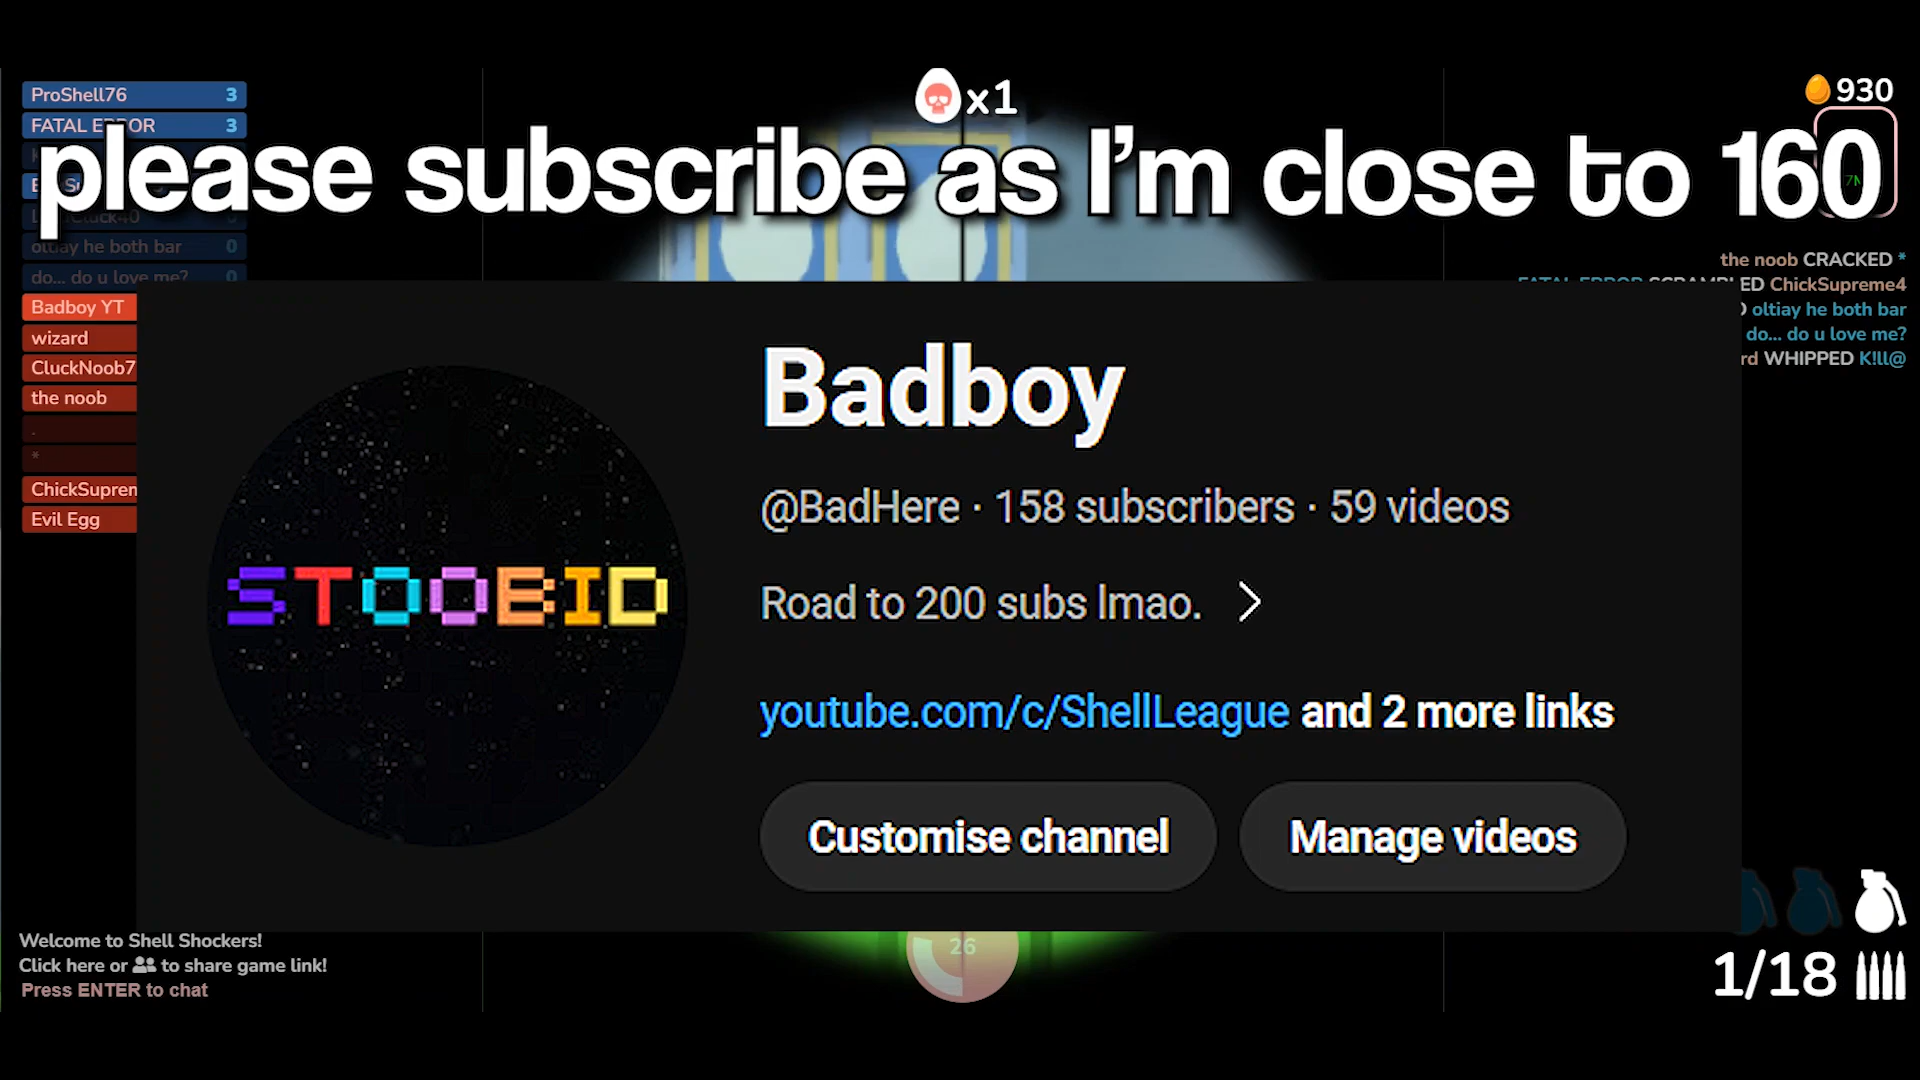 x1
930
ProShell76 3
FATAL ERROR 3
please subscribe as I'm close to 160
oltiay he both bar 0
do... do u love me? 0
Badboy YT
wizard
CluckNoob7
the noob
.
*
ChickSuprem
Evil Egg
the noob CRACKED *
FATAL ERROR SCRAMBLED ChickSupreme4
oltiay he both bar
do... do u love me?
rd WHIPPED K!ll@
STOOBID
Badboy
@BadHere · 158 subscribers · 59 videos
Road to 200 subs lmao.
youtube.com/c/ShellLeague and 2 more links
Customise channel
Manage videos
Welcome to Shell Shockers!
Click here or to share game link!
Press ENTER to chat
26
1/18